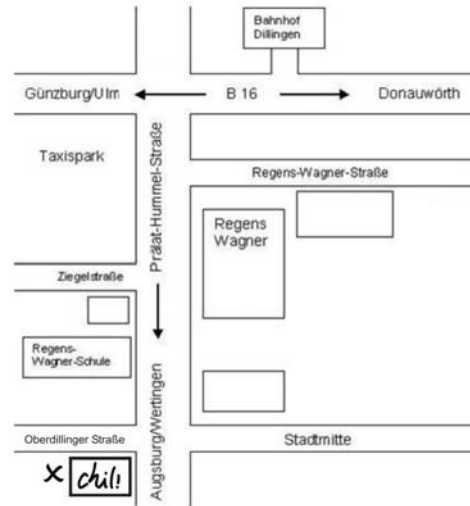 Bahnhof
Dillingen
Günzburg/Ulm
B 16
Donauwörth
Taxispark
Prälat-Hummel-Straße
Regens-Wagner-Straße
Regens
Wagner
Ziegelstraße
Regens-
Wagner-Schule
Augsburg/Wertingen
Oberdillinger Straße
Stadtmitte
x chili